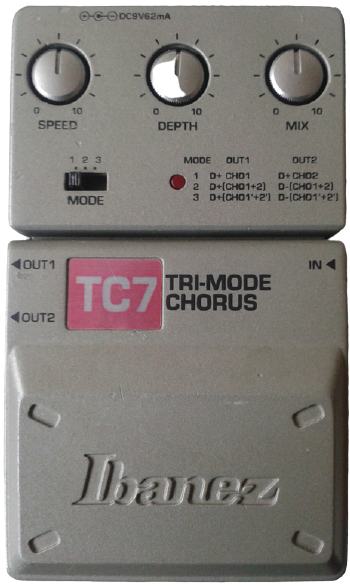 DC9V62mA
0 10 0 10 0 10
SPEED DEPTH MIX
1 2 3
MODE
MODE OUT1 OUT2
1 D+CHO1 D+CHO2
2 D+(CHO1+2) D-(CHO1+2)
3 D+(CHO1'+2') D-(CHO1'+2')
OUT1 IN
TC7 TRI-MODE
CHORUS
OUT2
Ibanez